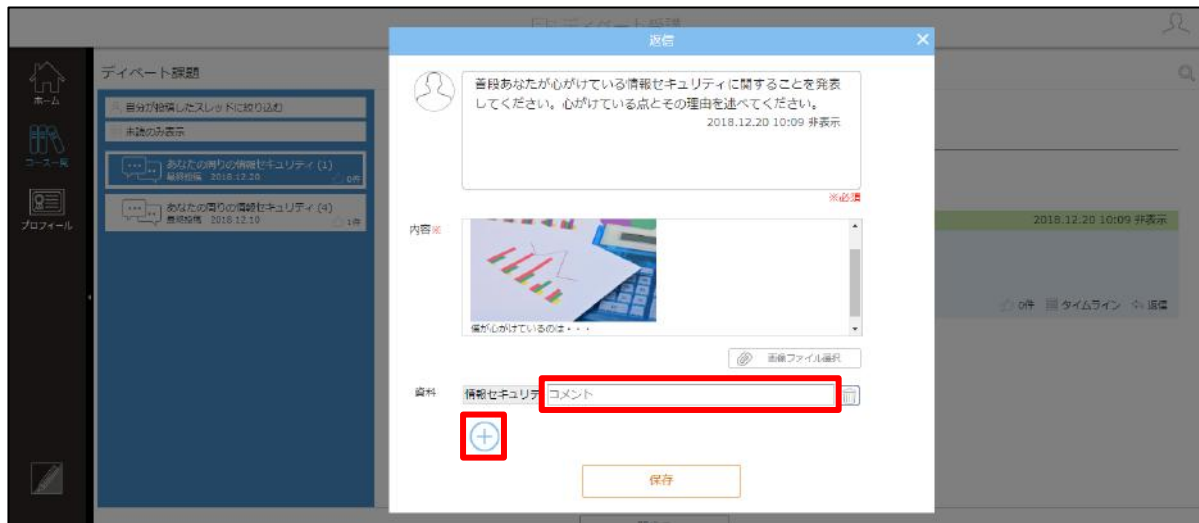 ディベート受講
返信
×
ホーム
コース一覧
プロフィール
ディベート課題
自分が投稿したスレッドに絞り込む
未読のみ表示
あなたの周りの情報セキュリティ (1)
最終投稿 2018.12.20
0件
あなたの周りの情報セキュリティ (4)
最終投稿 2018.12.10
1件
普段あなたが心がけている情報セキュリティに関することを発表
してください。心がけている点とその理由を述べてください。
2018.12.20 10:09 非表示
※必須
内容※
僕が心がけているのは・・・
画像ファイル選択
資料
情報セキュリテ
コメント
保存
2018.12.20 10:09 非表示
0件 タイムライン 返信